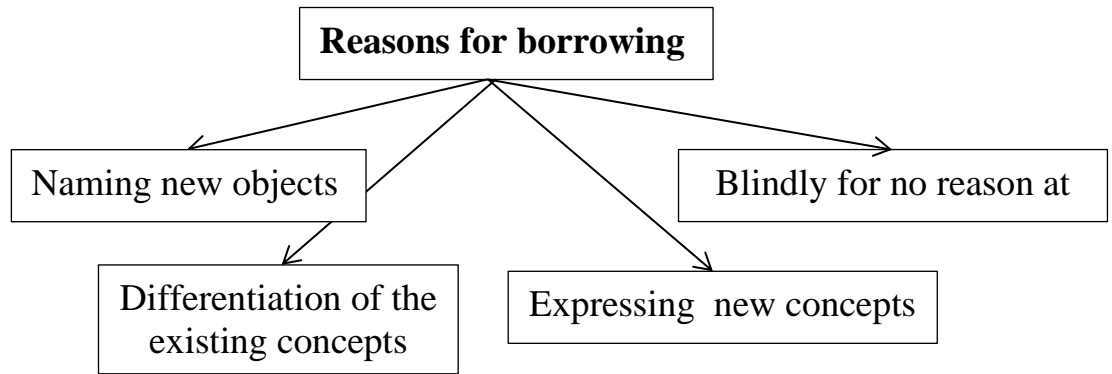 Reasons for borrowing
Naming new objects
Blindly for no reason at
Differentiation of the
existing concepts
Expressing new concepts